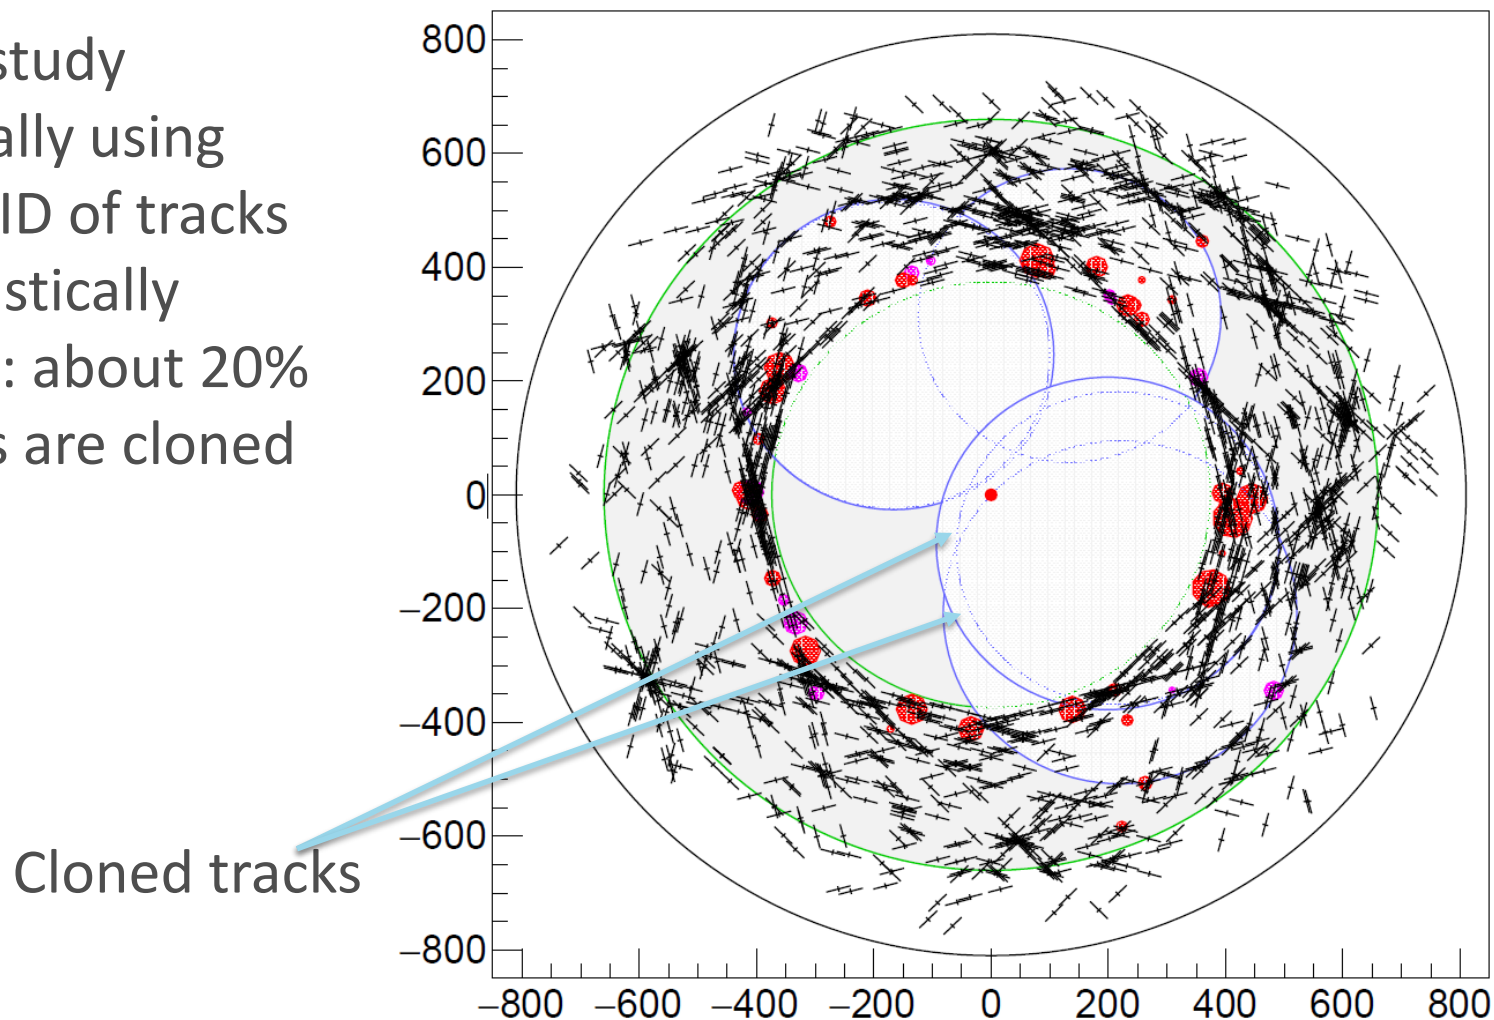 study
ally using
ID of tracks
stically
: about 20%
s are cloned
Cloned tracks
800
600
400
200
0
−200
−400
−600
−800
−800 −600 −400 −200 0 200 400 600 800